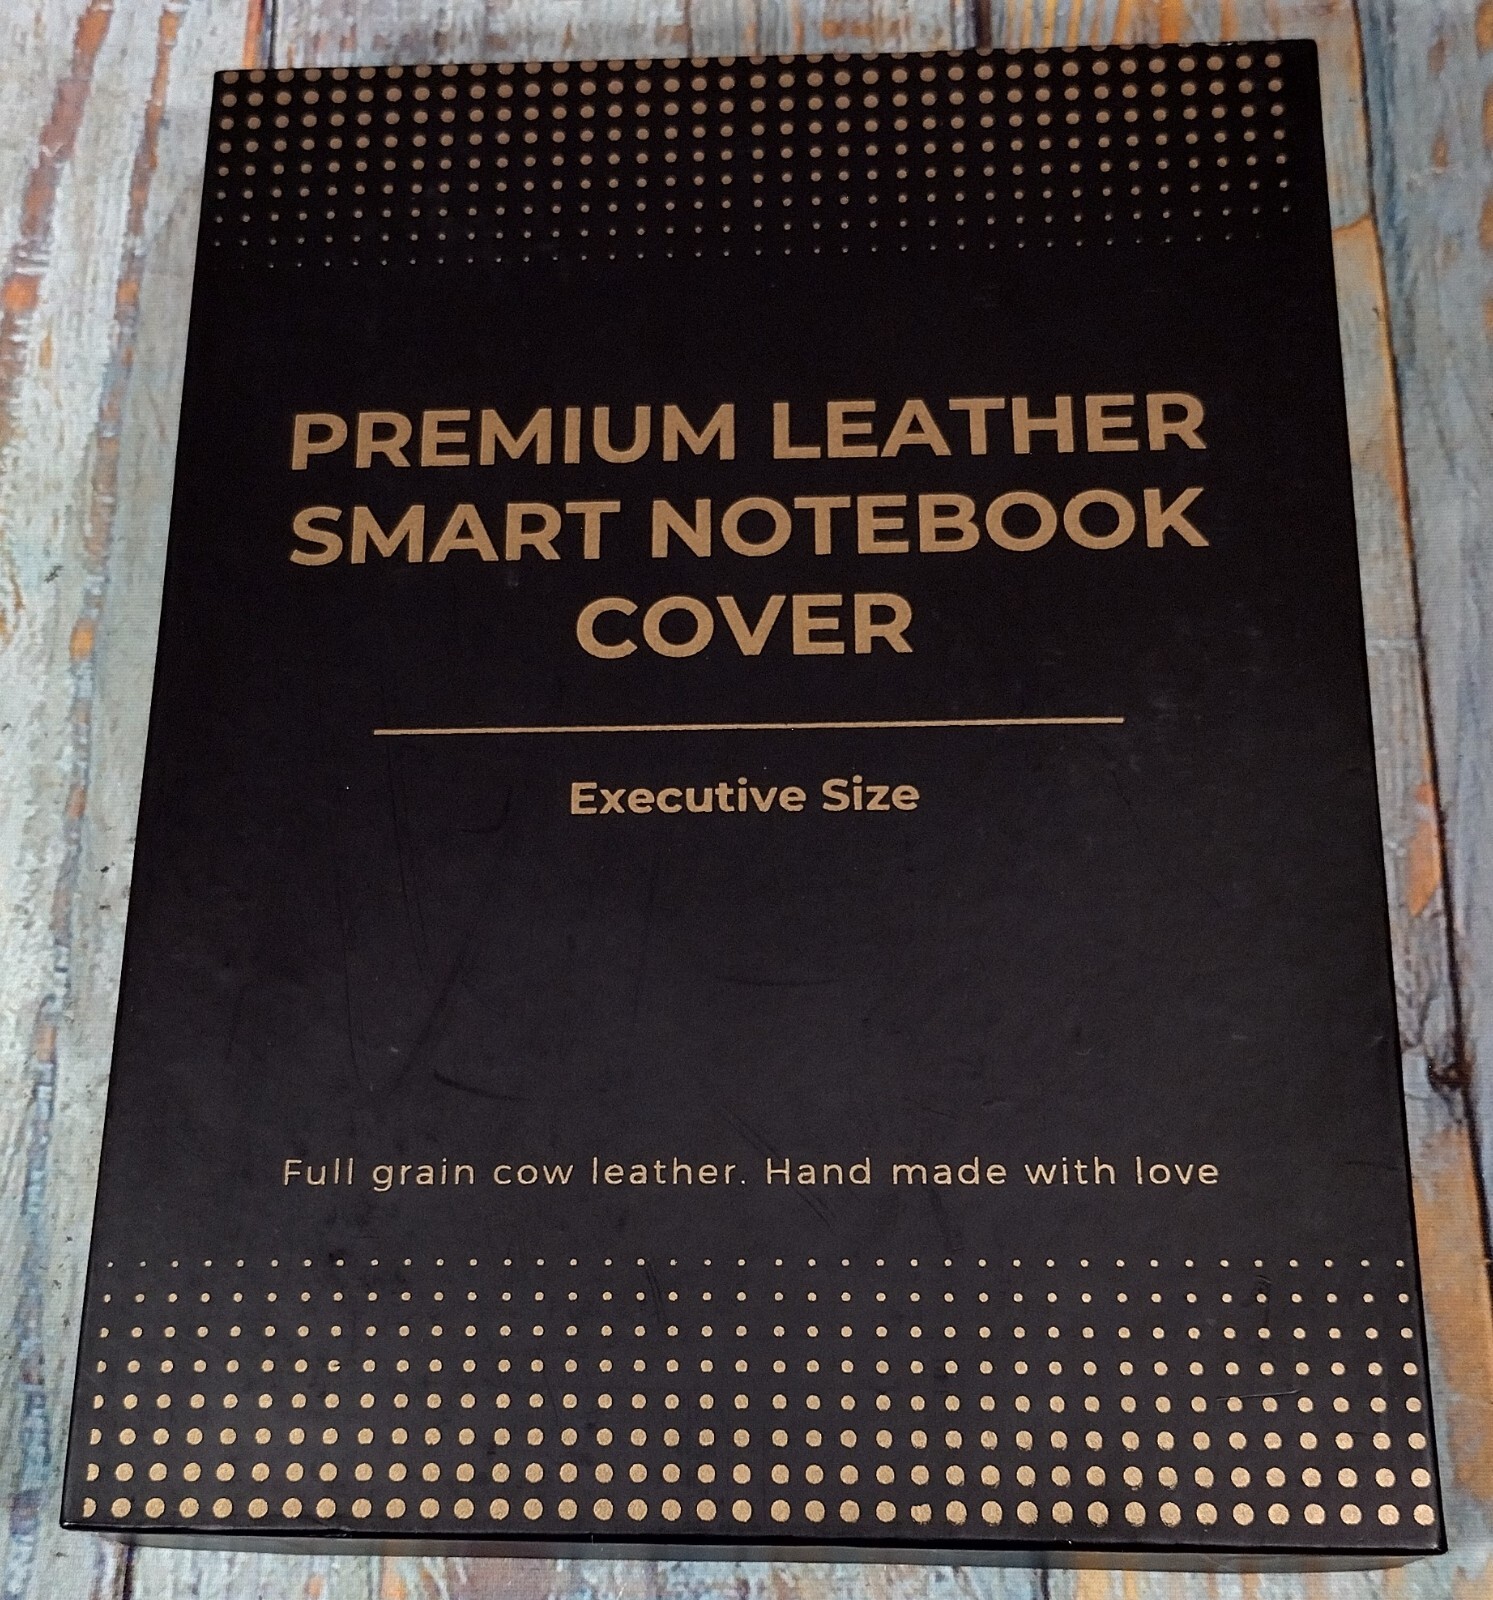 PREMIUM LEATHER
SMART NOTEBOOK
COVER
Executive Size
Full grain cow leather. Hand made with love